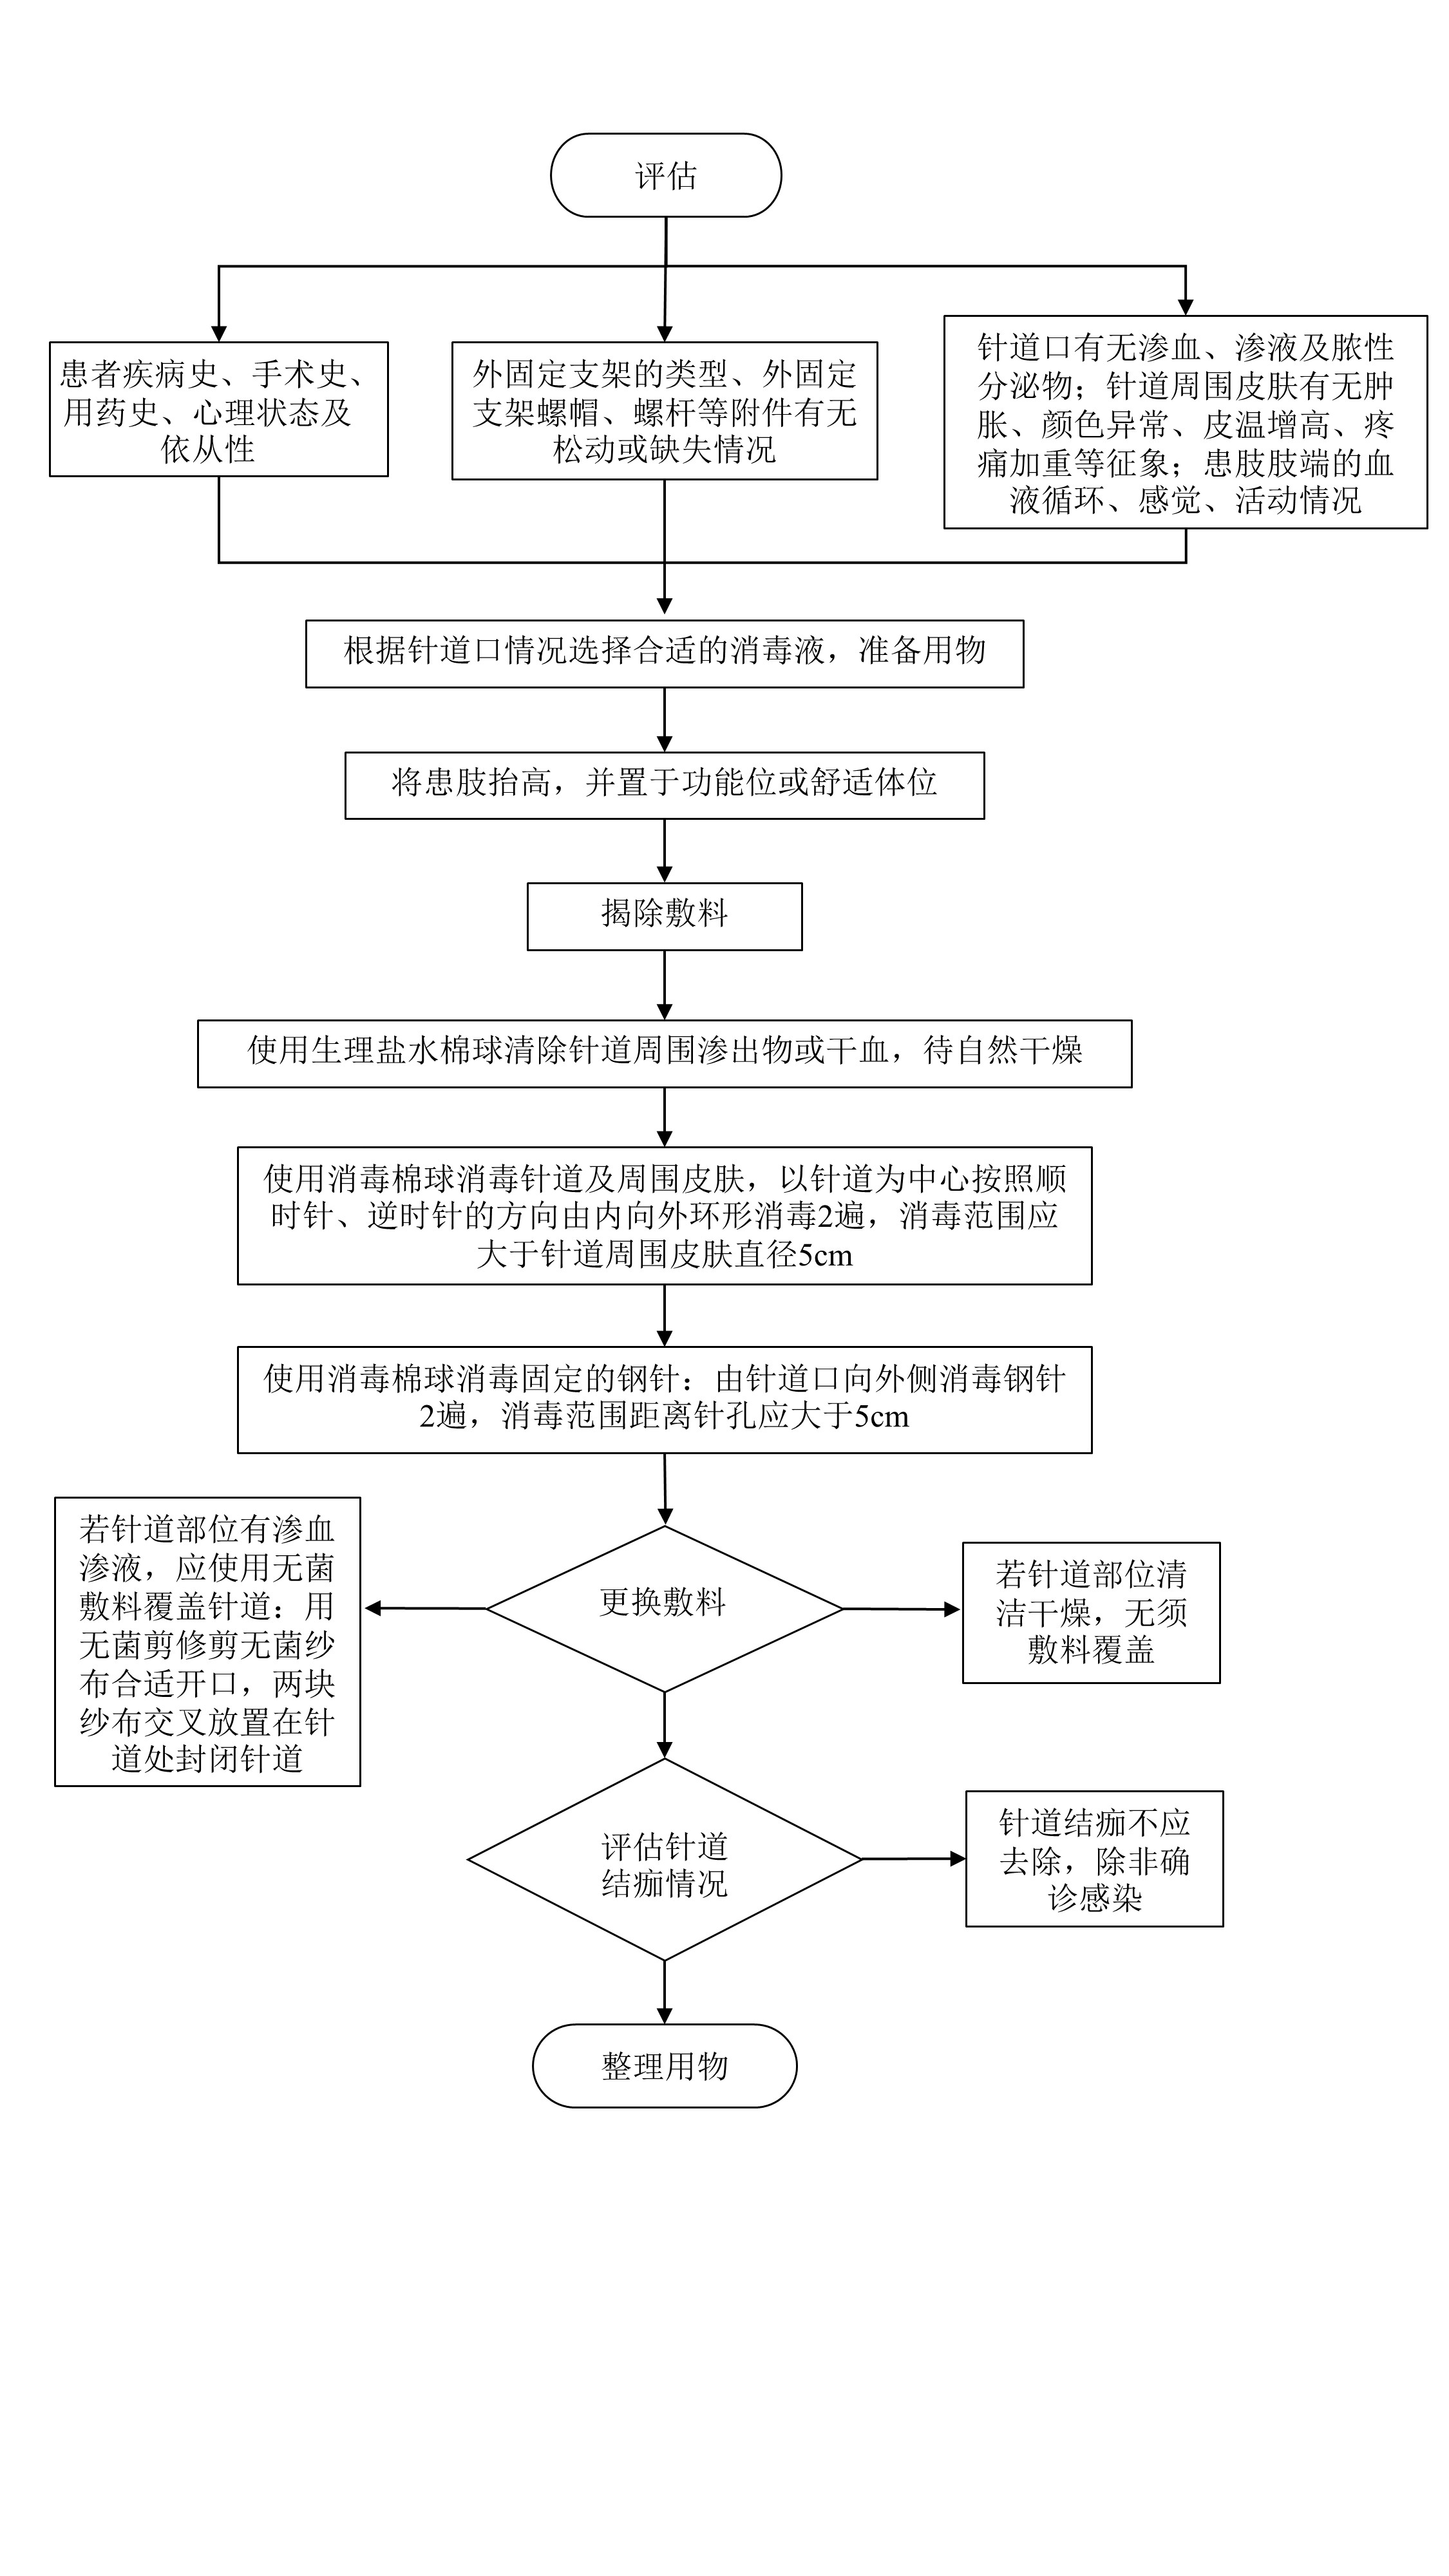 评估
患者疾病史、手术史、
用药史、心理状态及
依从性
外固定支架的类型、外固定
支架螺帽、螺杆等附件有无
松动或缺失情况
针道口有无渗血、渗液及脓性
分泌物；针道周围皮肤有无肿
胀、颜色异常、皮温增高、疼
痛加重等征象；患肢肢端的血
液循环、感觉、活动情况
根据针道口情况选择合适的消毒液，准备用物
将患肢抬高，并置于功能位或舒适体位
揭除敷料
使用生理盐水棉球清除针道周围渗出物或干血，待自然干燥
使用消毒棉球消毒针道及周围皮肤，以针道为中心按照顺
时针、逆时针的方向由内向外环形消毒2遍，消毒范围应
大于针道周围皮肤直径5cm
使用消毒棉球消毒固定的钢针：由针道口向外侧消毒钢针
2遍，消毒范围距离针孔应大于5cm
更换敷料
若针道部位有渗血
渗液，应使用无菌
敷料覆盖针道：用
无菌剪修剪无菌纱
布合适开口，两块
纱布交叉放置在针
道处封闭针道
若针道部位清
洁干燥，无须
敷料覆盖
评估针道
结痂情况
针道结痂不应
去除，除非确
诊感染
整理用物